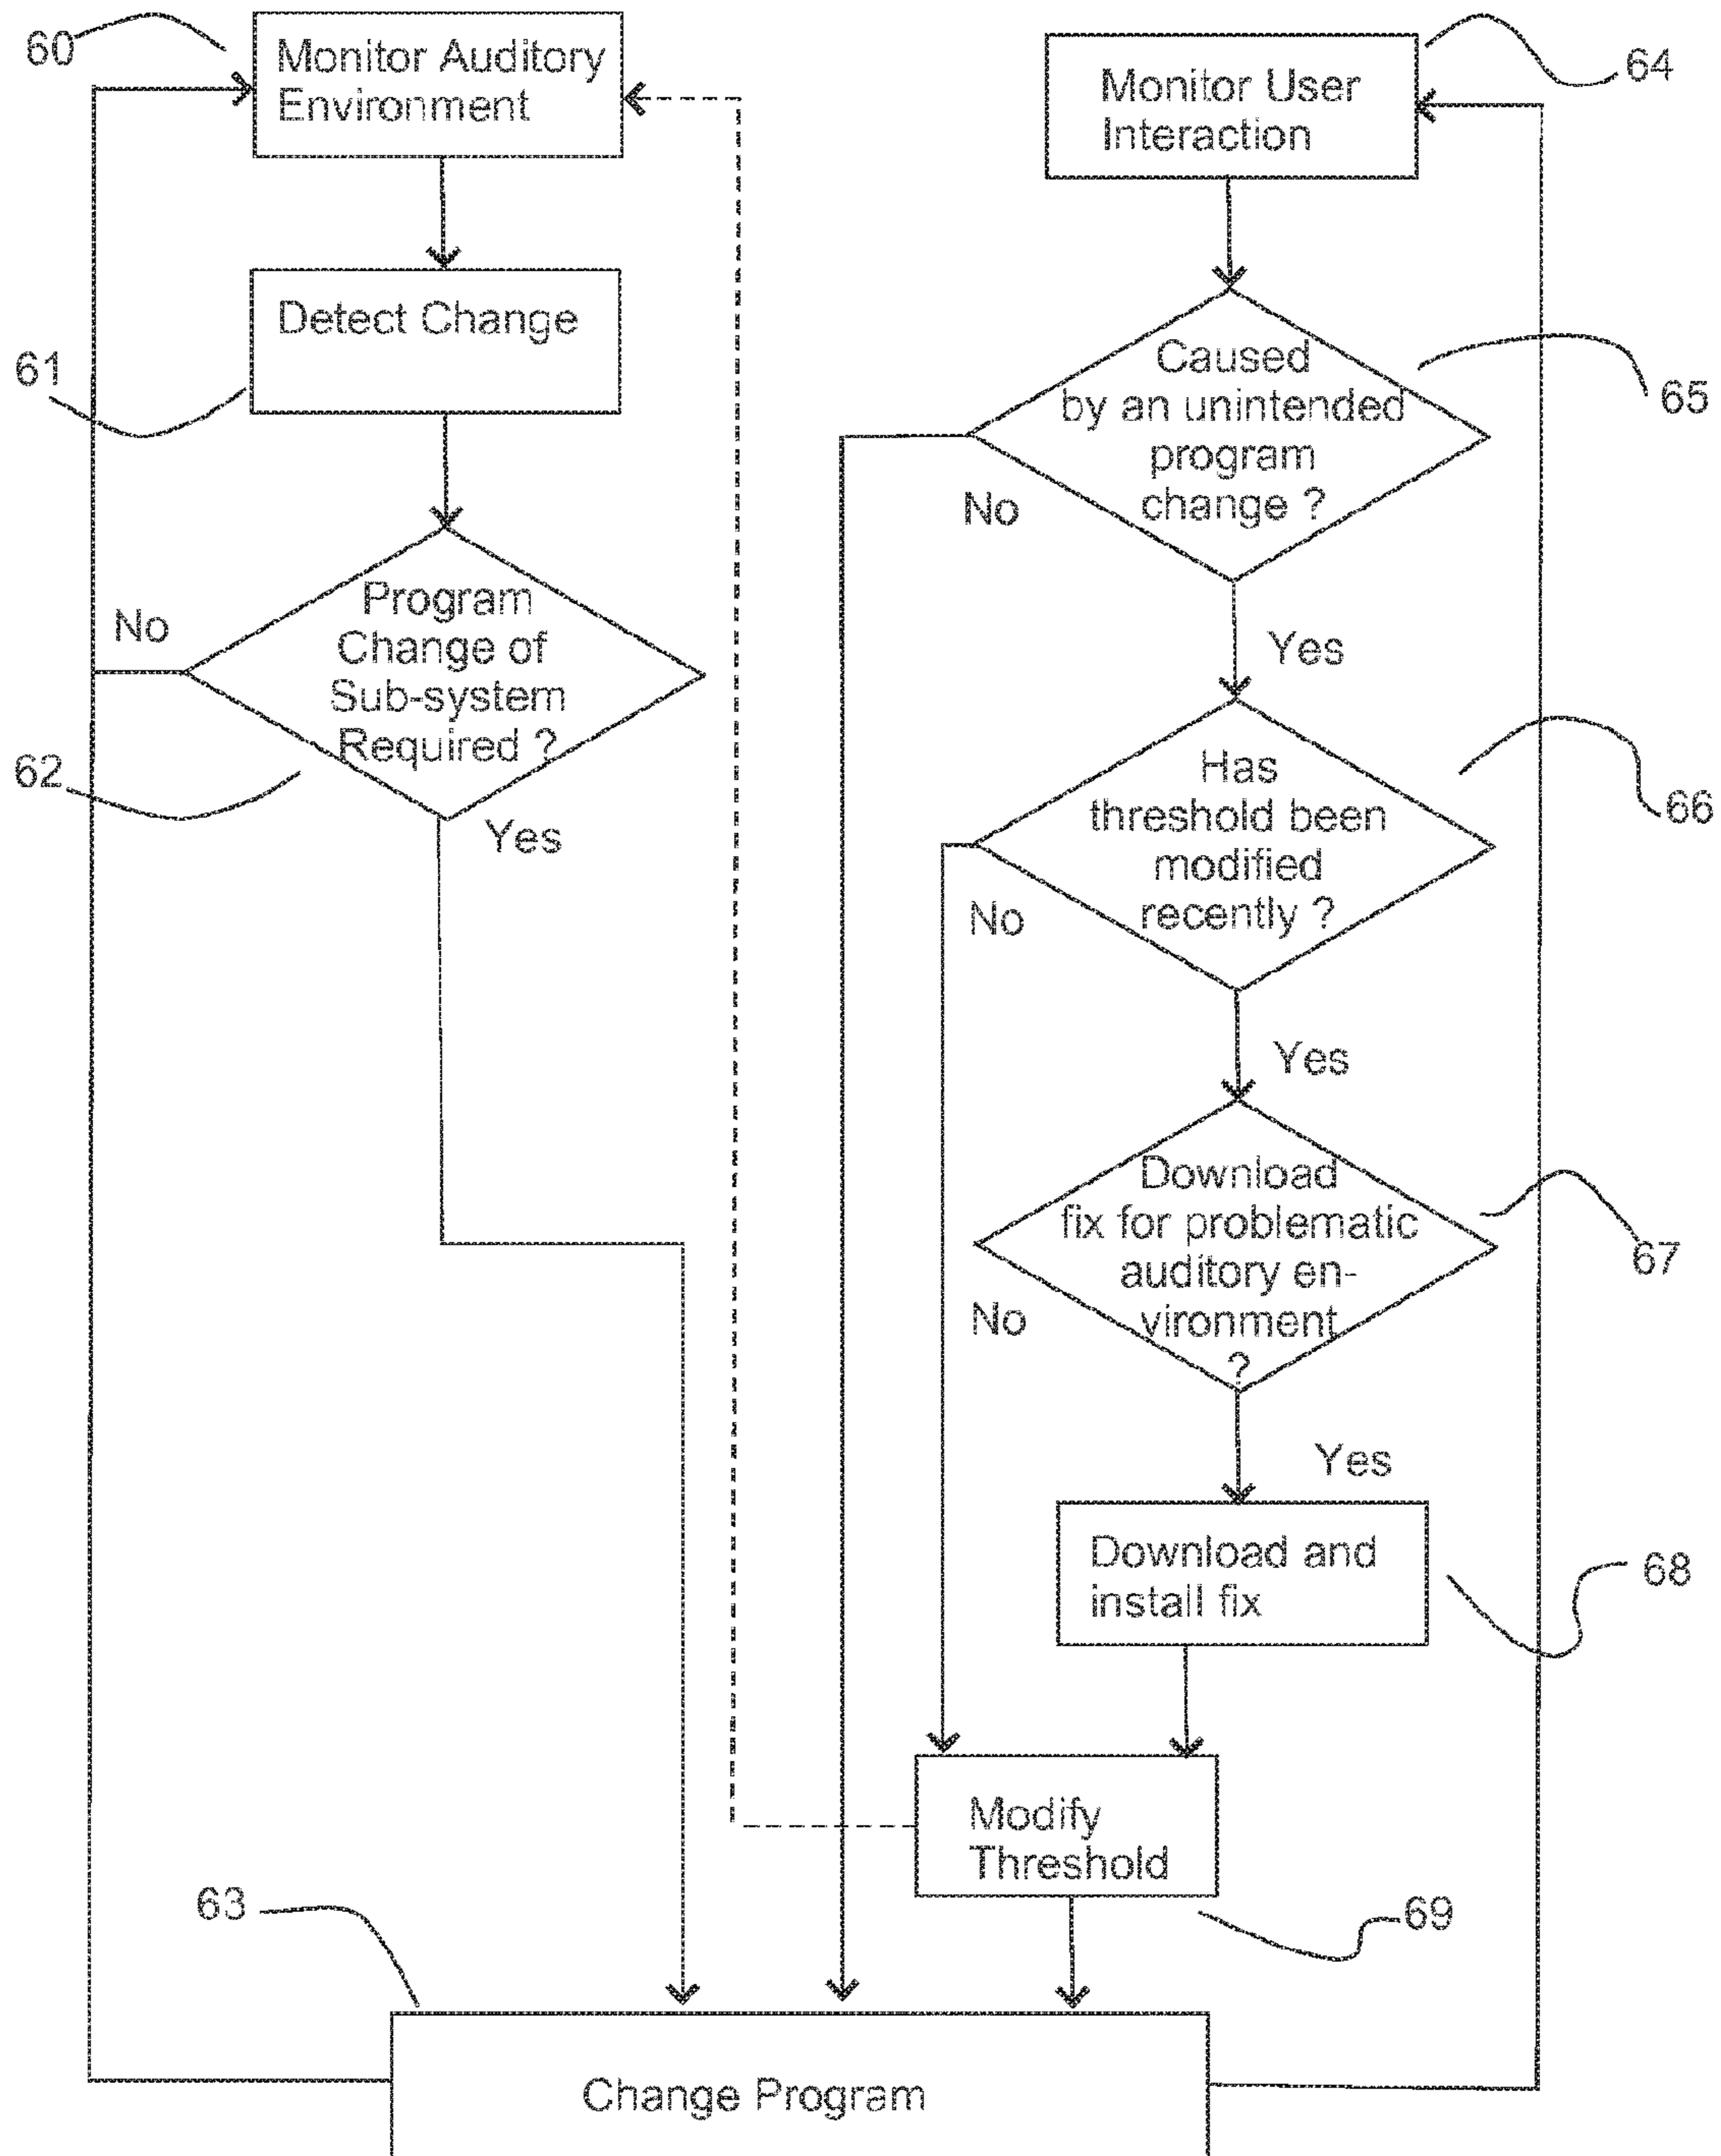 60
Monitor Auditory
Environment
61
Detect Change
No
Program
Change of
Sub-system
Required ?
62
Yes
64
Monitor User
Interaction
65
Caused
by an unintended
program
change ?
No
Yes
66
Has
threshold been
modified
recently ?
No
Yes
67
Download
fix for problematic
auditory en-
vironment
?
No
Yes
68
Download and
install fix
Modify
Threshold
69
63
Change Program